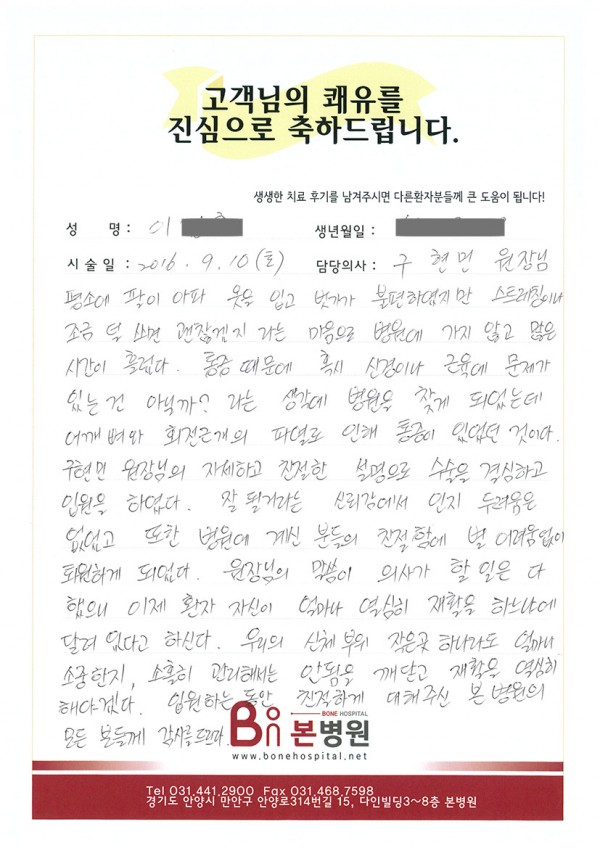 고객님의 쾌유를
진심으로 축하드립니다.
생생한 치료 후기를 남겨주시면 다른환자분들께 큰 도움이 됩니다!
성 명 : 이
생년월일 :
시 술 일 : 2016. 9. 10 (토) 담당의사 : 구 현민 원장님
평소에 팔이 아파 옷을 입고 벗기가 불편하였지만 스트레칭이나
조금 덜 쓰면 괜찮겠지 라는 마음으로 병원에 가지 않고 많은
시간이 흘렀다. 통증 때문에 혹시 신경이나 근육에 문제가
있는건 아닐까? 라는 생각에 병원을 찾게 되었는데
어깨뼈와 회전근개의 파열로 인해 통증이 있었던 것이다.
구현민 원장님의 자세하고 친절한 설명으로 수술을 결심하고
입원을 하였다. 잘 될거라는 신뢰감에서 인지 두려움은
없었고 또한 병원에 계신 분들의 친절함에 별 어려움없이
퇴원하게 되었다. 원장님의 말씀이 의사가 할 일은 다
했으니 이제 환자 자신이 얼마나 열심히 재활을 하느냐에
달려 있다고 하신다. 우리의 신체부위 작은곳 하나라도 얼마나
소중한지, 소홀히 관리해서는 안됨을 깨닫고 재활을 열심히
해야겠다. 입원하는 동안 친절하게 대해주신 본병원의
모든 분들께 감사를드린다.
BONE HOSPITAL
본병원
www.bonehospital.net
Tel 031.441.2900 Fax 031.468.7598
경기도 안양시 만안구 안양로314번길 15, 다인빌딩3~8층 본병원